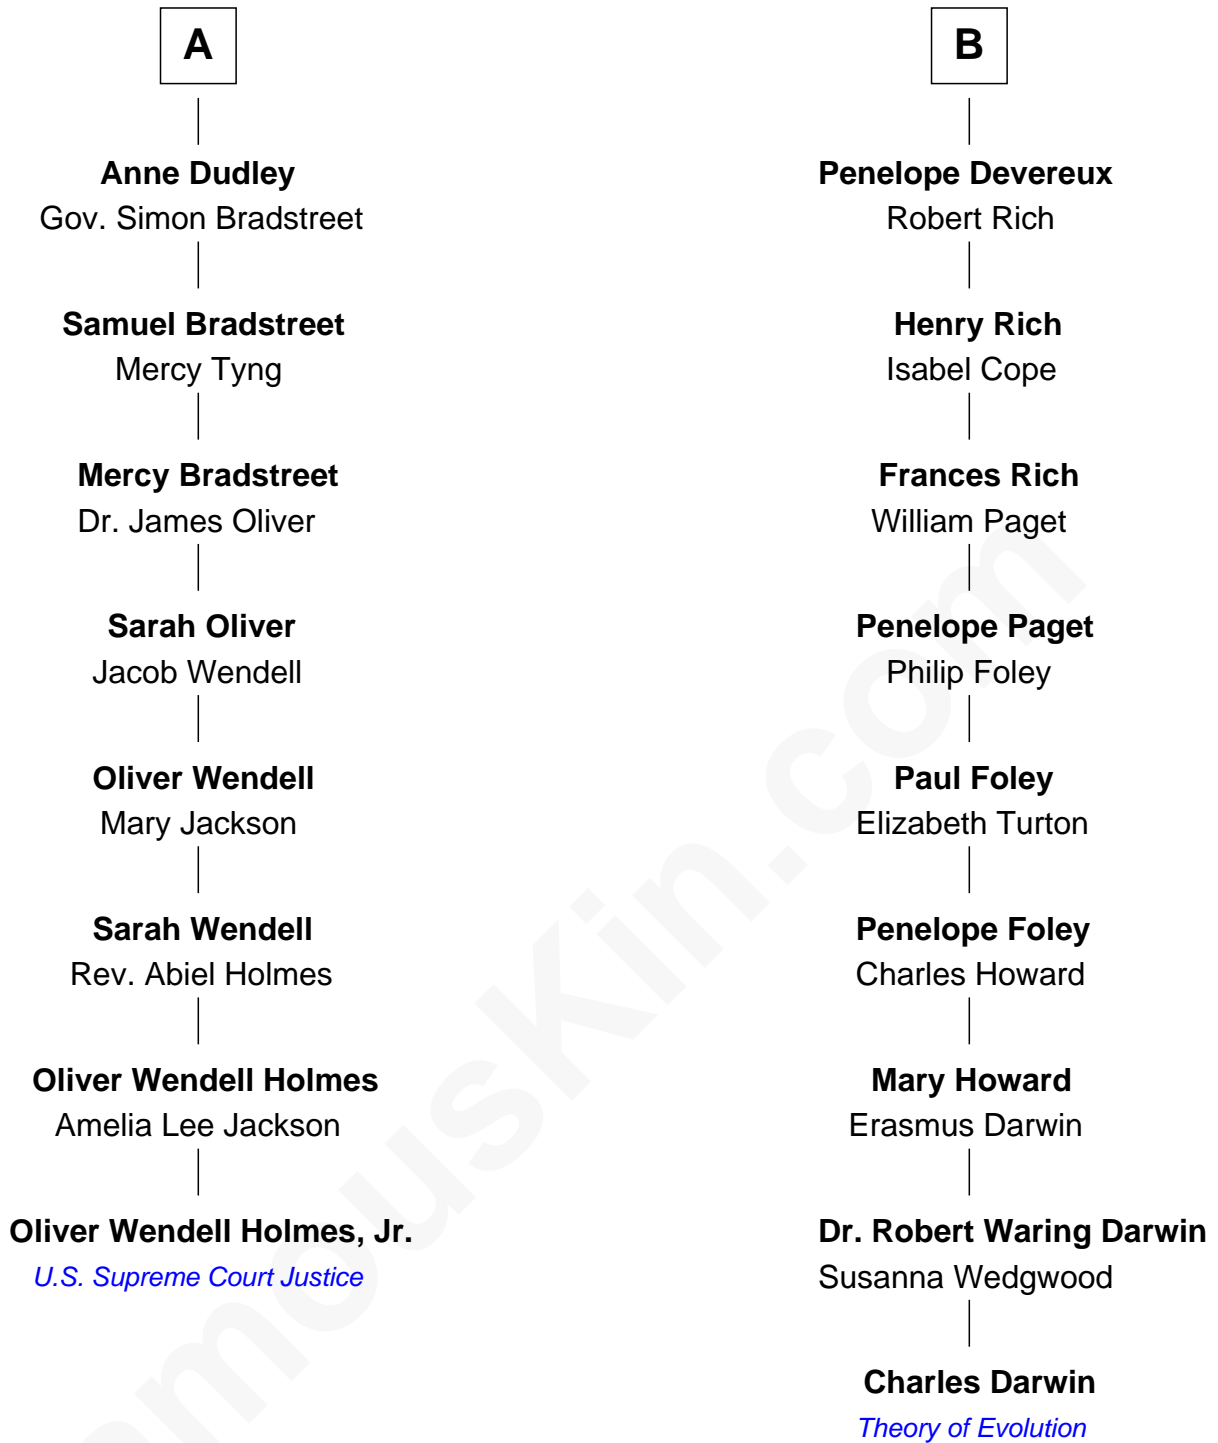 A
Anne Dudley
Gov. Simon Bradstreet
Samuel Bradstreet
Mercy Tyng
Mercy Bradstreet
Dr. James Oliver
Sarah Oliver
Jacob Wendell
Oliver Wendell
Mary Jackson
Sarah Wendell
Rev. Abiel Holmes
Oliver Wendell Holmes
Amelia Lee Jackson
Oliver Wendell Holmes, Jr.
U.S. Supreme Court Justice
B
Penelope Devereux
Robert Rich
Henry Rich
Isabel Cope
Frances Rich
William Paget
Penelope Paget
Philip Foley
Paul Foley
Elizabeth Turton
Penelope Foley
Charles Howard
Mary Howard
Erasmus Darwin
Dr. Robert Waring Darwin
Susanna Wedgwood
Charles Darwin
Theory of Evolution
amousKin.com